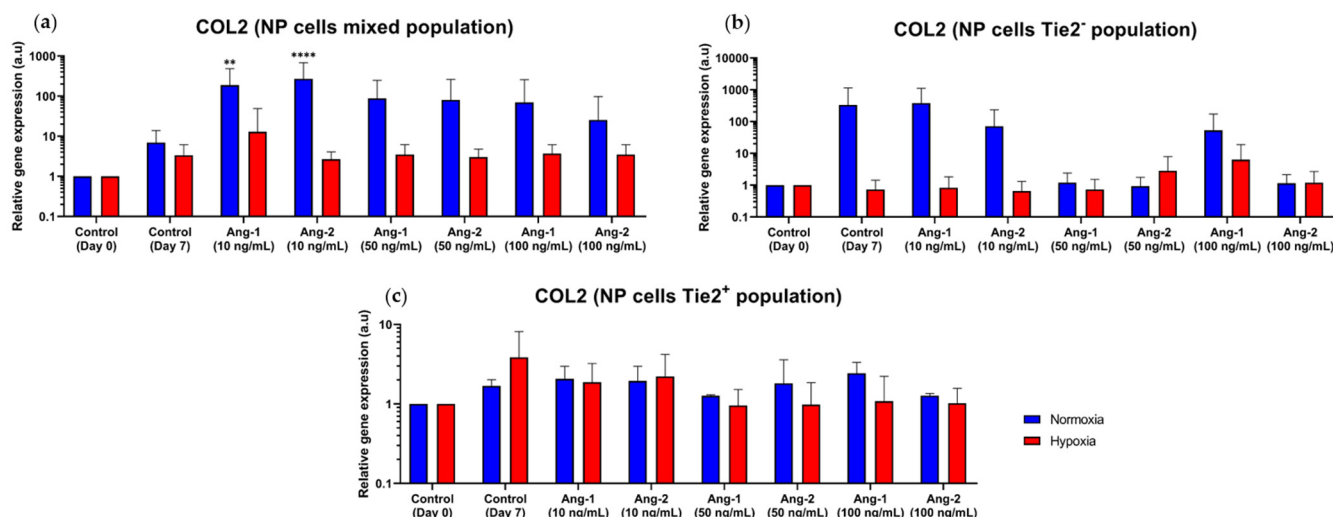 (a)
COL2 (NP cells mixed population)
Relative gene expression (a.u)
1000
100
10
1
0.1
**
****
Control Control Ang-1 Ang-2 Ang-1 Ang-2 Ang-1 Ang-2
(Day 0) (Day 7) (10 ng/mL) (10 ng/mL) (50 ng/mL) (50 ng/mL) (100 ng/mL) (100 ng/mL)
(b)
COL2 (NP cells Tie2⁻ population)
Relative gene expression (a.u)
10000
1000
100
10
1
0.1
Control Control Ang-1 Ang-2 Ang-1 Ang-2 Ang-1 Ang-2
(Day 0) (Day 7) (10 ng/mL) (10 ng/mL) (50 ng/mL) (50 ng/mL) (100 ng/mL) (100 ng/mL)
(c)
COL2 (NP cells Tie2⁺ population)
Relative gene expression (a.u)
10
1
0.1
Control Control Ang-1 Ang-2 Ang-1 Ang-2 Ang-1 Ang-2
(Day 0) (Day 7) (10 ng/mL) (10 ng/mL) (50 ng/mL) (50 ng/mL) (100 ng/mL) (100 ng/mL)
Normoxia
Hypoxia